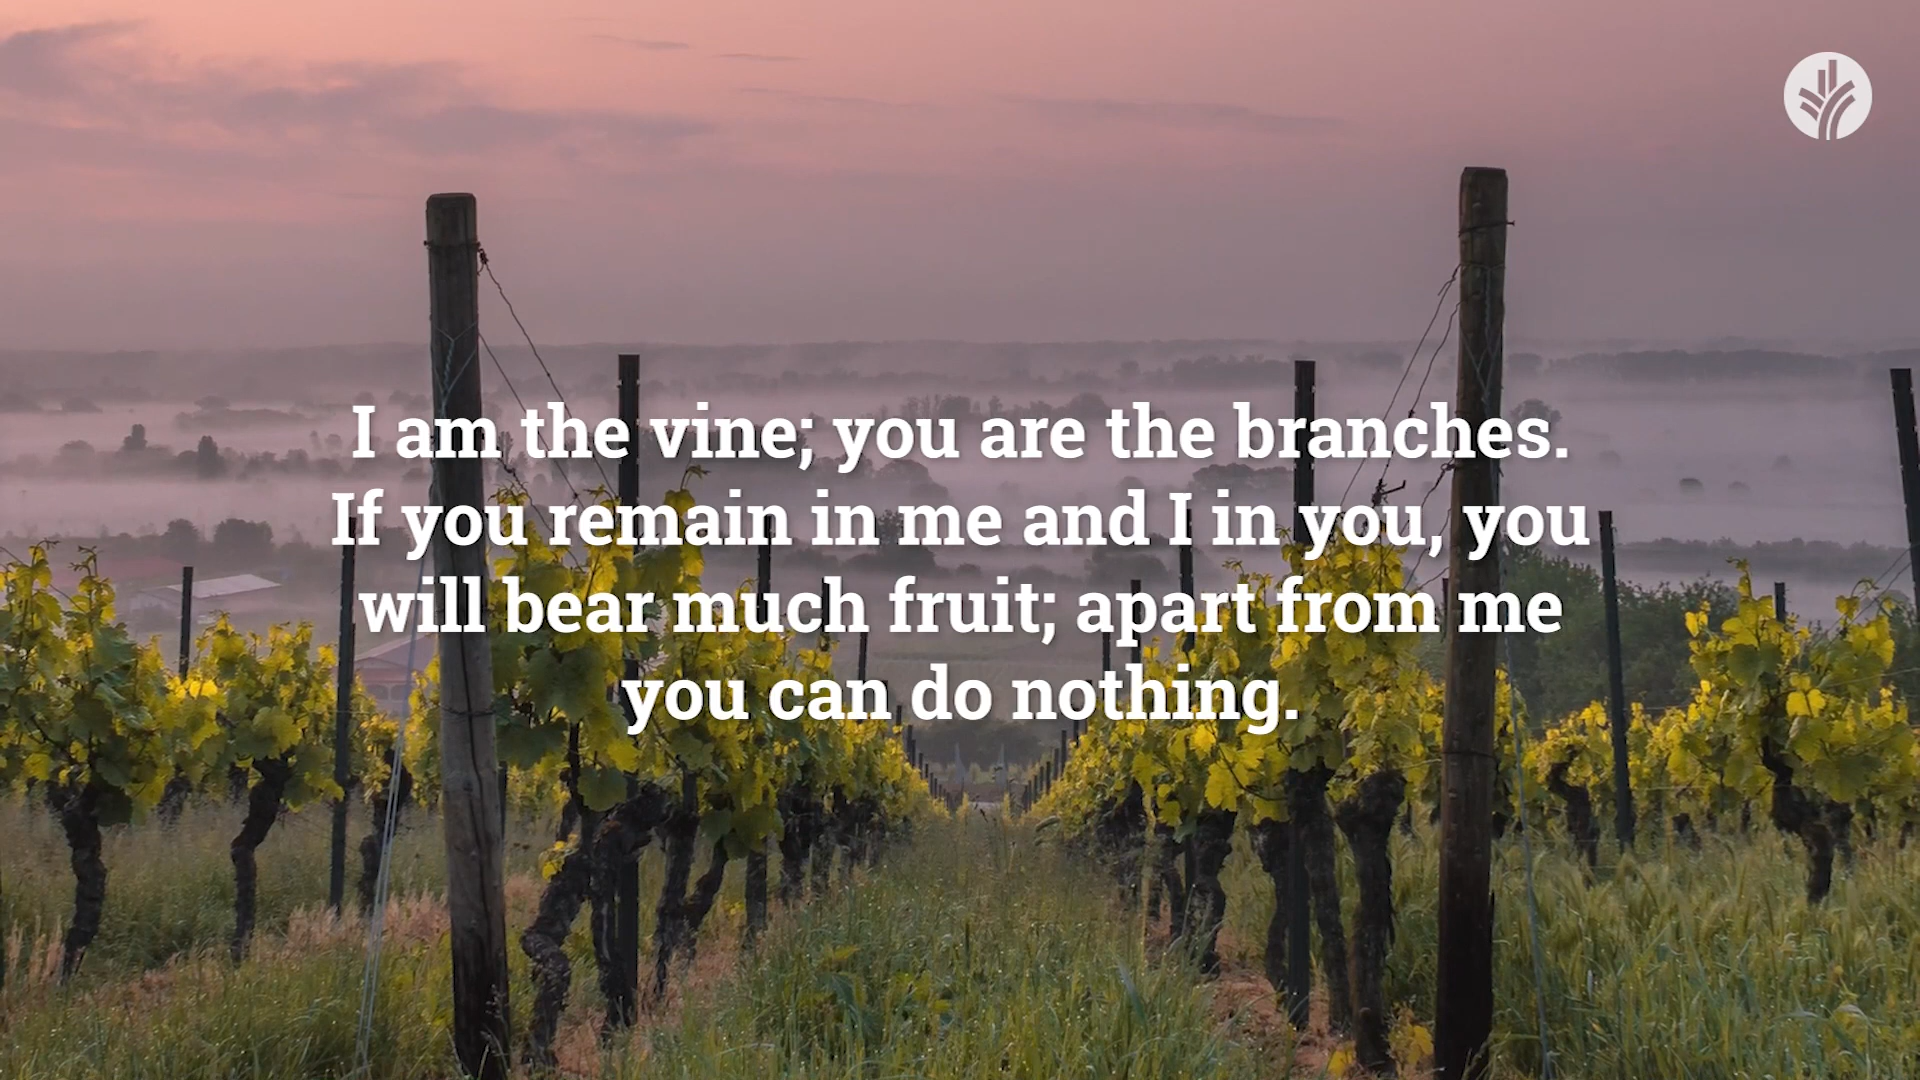 I am the vine; you are the branches.
If you remain in me and I in you, you
will bear much fruit; apart from me
you can do nothing.